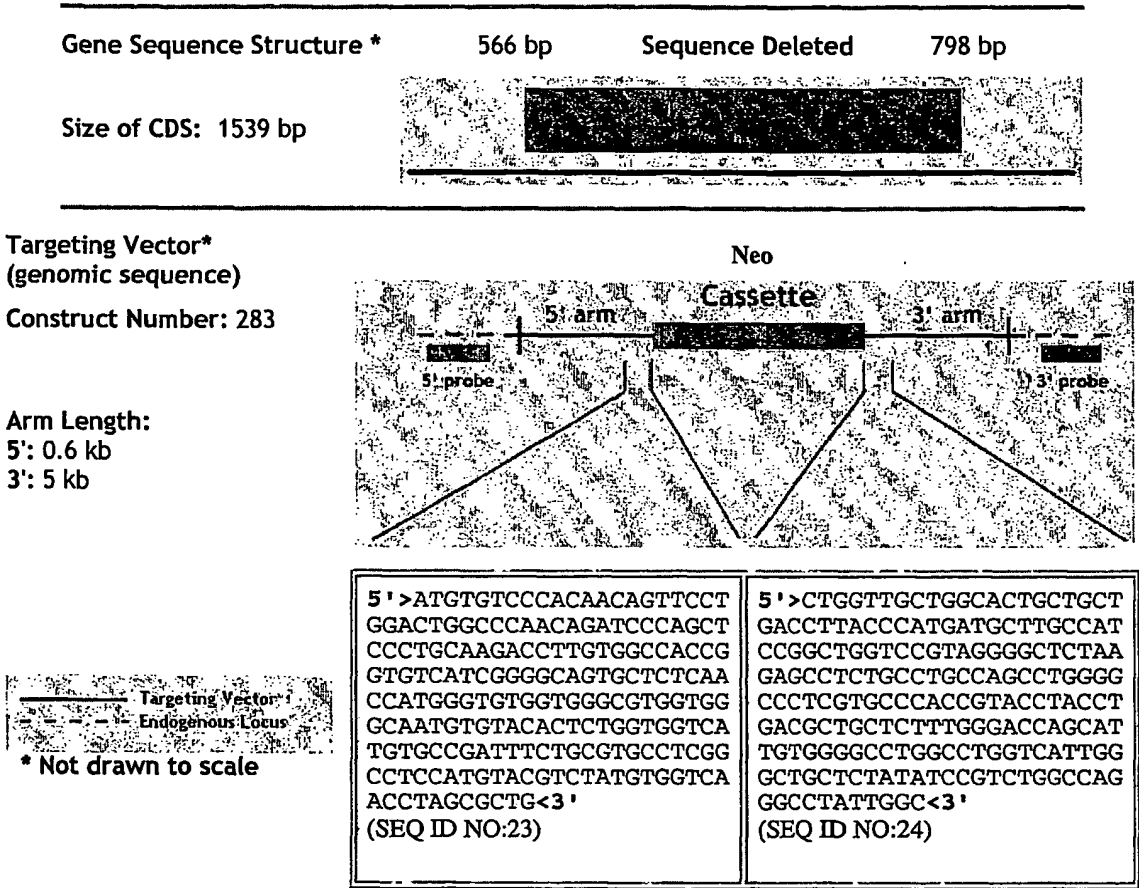 Gene Sequence Structure * 566 bp Sequence Deleted 798 bp
Size of CDS: 1539 bp
Targeting Vector*
(genomic sequence)
Construct Number: 283
Arm Length:
5': 0.6 kb
3': 5 kb
Neo
Cassette
5' arm
3' arm
5' probe
3' probe
Targeting Vector
Endogenous Locus
* Not drawn to scale
5'>ATGTGTCCCACAACAGTTCCT
GGACTGGCCCAACAGATCCCAGCT
CCCTGCAAGACCTTGTGGCCACCG
GTGTCATCGGGGCAGTGCTCTCAA
CCATGGGTGTGGTGGGCGTGGTGG
GCAATGTGTACACTCTGGTGGTCA
TGTGCCGATTTCTGCGTGCCTCGG
CCTCCATGTACGTCTATGTGGTCA
ACCTAGCGCTG<3'
(SEQ ID NO:23)
5'>CTGGTTGCTGGCACTGCTGCT
GACCTTACCCATGATGCTTGCCAT
CCGGCTGGTCCGTAGGGGCTCTAA
GAGCCTCTGCCTGCCAGCCTGGGG
CCCTCGTGCCCACCGTACCTACCT
GACGCTGCTCTTTGGGACCAGCAT
TGTGGGGCCTGGCCTGGTCATTGG
GCTGCTCTATATCCGTCTGGCCAG
GGCCTATTGGC<3'
(SEQ ID NO:24)